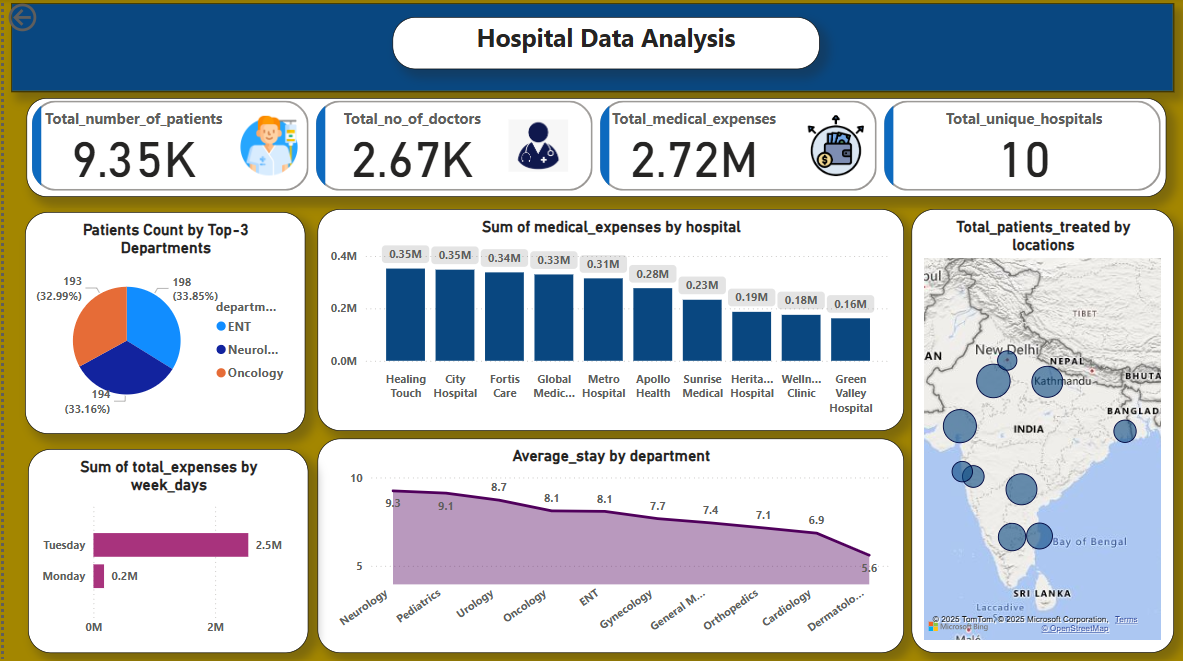 Hospital Data Analysis
Total_number_of_patients
9.35K
Total_no_of_doctors
2.67K
Total_medical_expenses
2.72M
Total_unique_hospitals
10
Patients Count by Top-3
Departments
193
(32.99%)
198
(33.85%)
194
(33.16%)
departm...
ENT
Neurol...
Oncology
Sum of medical_expenses by hospital
0.4M
0.2M
0.0M
0.35M
0.35M
0.34M
0.33M
0.31M
0.28M
0.23M
0.19M
0.18M
0.16M
Healing
Touch
City
Hospital
Fortis
Care
Global
Medic...
Metro
Hospital
Apollo
Health
Sunrise
Medical
Herita...
Hospital
Welln...
Clinic
Green
Valley
Hospital
Total_patients_treated by
locations
pul
TIBET
AN
New Delhi
NEPAL
Kathmandu
BHUTA
BANGLAD
INDIA
Bay of Bengal
SRI LANKA
Laccadive
© 2025 TomTom, © 2025 Microsoft Corporation, Terms
Microsoft Bing
© OpenStreetMap
Malé
Sum of total_expenses by
week_days
Tuesday
2.5M
Monday
0.2M
0M
2M
Average_stay by department
10
5
9.3
9.1
8.7
8.1
8.1
7.7
7.4
7.1
6.9
5.6
Neurology
Pediatrics
Urology
Oncology
ENT
Gynecology
General M...
Orthopedics
Cardiology
Dermatolo...